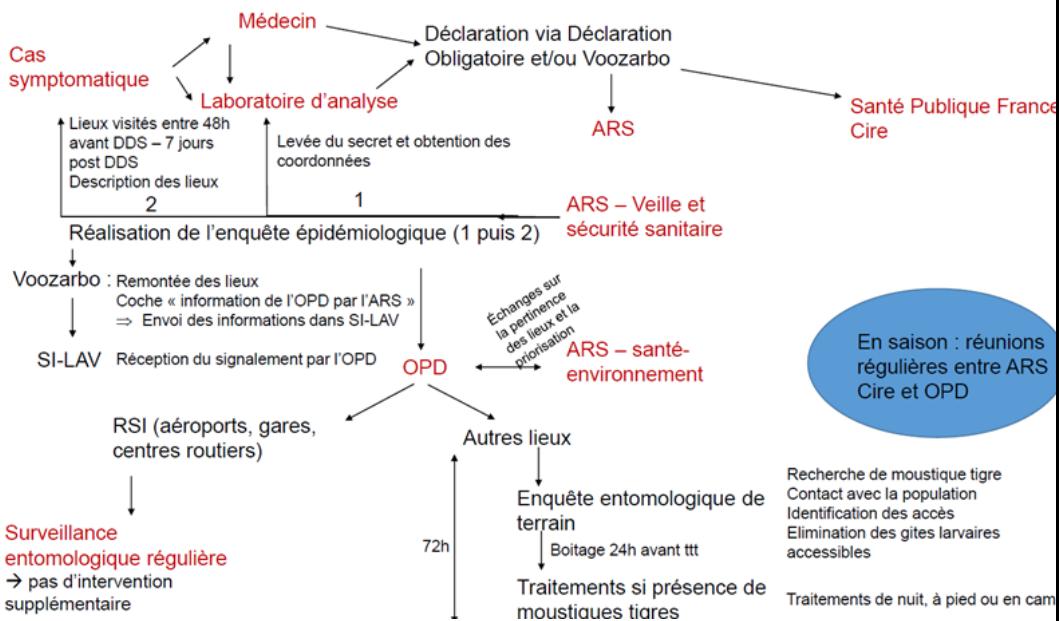 Médecin
Cas
symptomatique
Déclaration via Déclaration
Obligatoire et/ou Voozarbo
Laboratoire d'analyse
ARS
Santé Publique France
Cire
Lieux visités entre 48h
avant DDS – 7 jours
post DDS
Description des lieux
2
Levée du secret et obtention des
coordonnées
1
ARS – Veille et
sécurité sanitaire
Réalisation de l'enquête épidémiologique (1 puis 2)
Voozarbo : Remontée des lieux
Coche « information de l'OPD par l'ARS »
⇒ Envoi des informations dans SI-LAV
SI-LAV Réception du signalement par l'OPD
OPD
Échanges sur
la pertinence
des lieux et la
priorisation
ARS – santé-
environnement
En saison : réunions
régulières entre ARS
Cire et OPD
RSI (aéroports, gares,
centres routiers)
Autres lieux
Surveillance
entomologique régulière
→ pas d'intervention
supplémentaire
72h
Enquête entomologique de
terrain
Boitage 24h avant ttt
Traitements si présence de
moustiques tigres
Recherche de moustique tigre
Contact avec la population
Identification des accès
Elimination des gites larvaires
accessibles
Traitements de nuit, à pied ou en cam